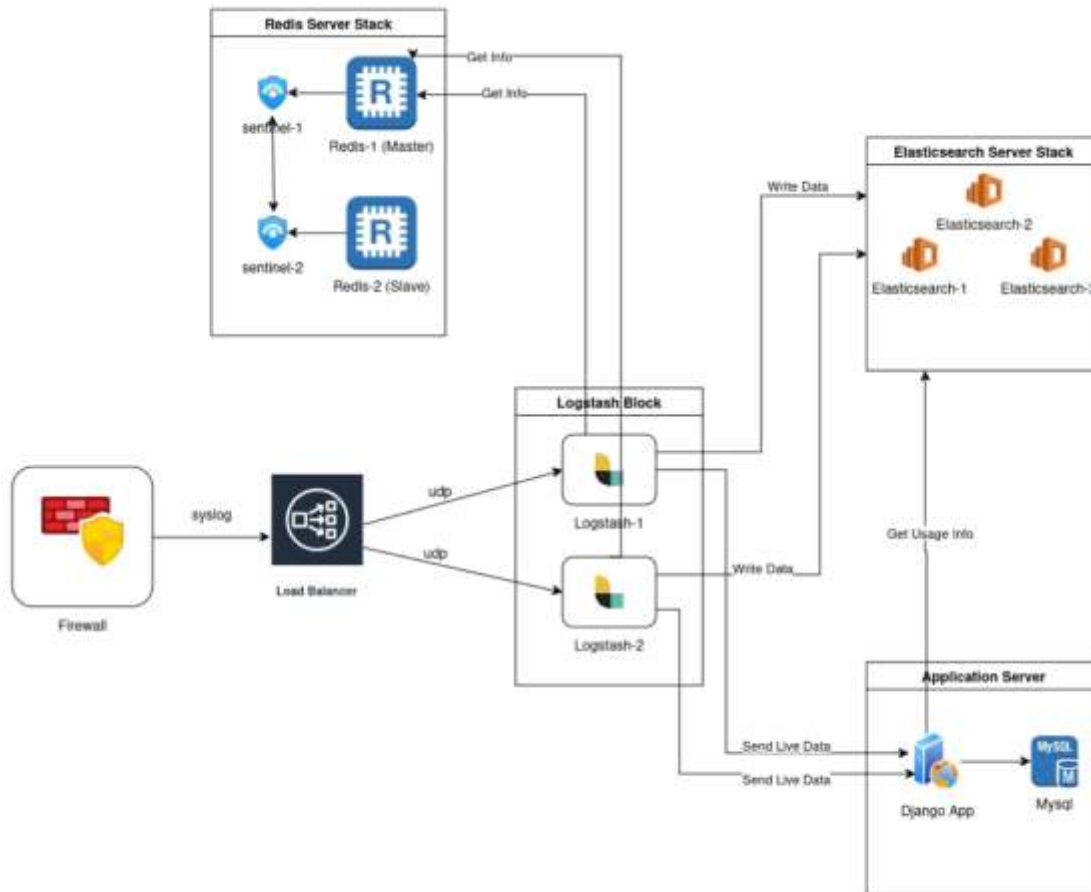 Redis Server Stack
Get Info
Get Info
sentinel-1
Redis-1 (Master)
sentinel-2
Redis-2 (Slave)
Elasticsearch Server Stack
Write Data
Elasticsearch-2
Elasticsearch-1
Elasticsearch-3
Logstash Block
Logstash-1
udp
syslog
Load Balancer
udp
Firewall
Logstash-2
Write Data
Get Usage Info
Application Server
Send Live Data
Send Live Data
Django App
MySQL
M
Mysql
R
R